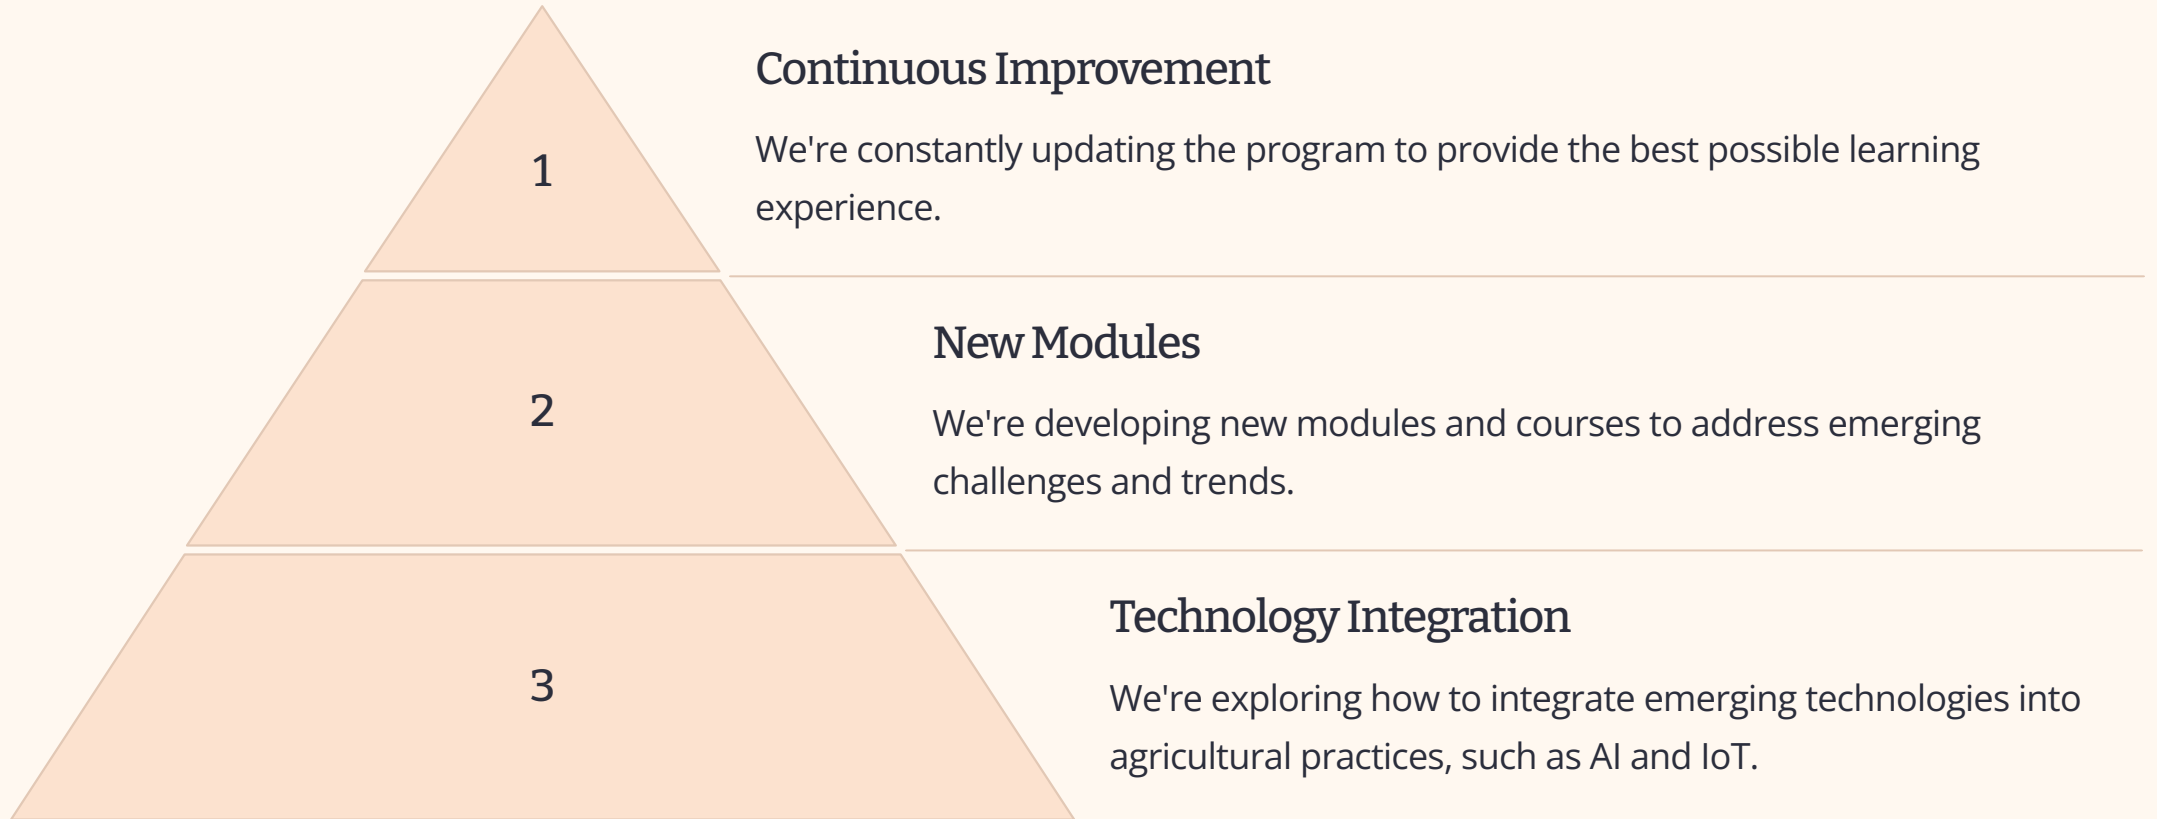 Continuous Improvement
1
We're constantly updating the program to provide the best possible learning
experience.
New Modules
2
We're developing new modules and courses to address emerging
challenges and trends.
Technology Integration
3
We're exploring how to integrate emerging technologies into
agricultural practices, such as AI and IoT.